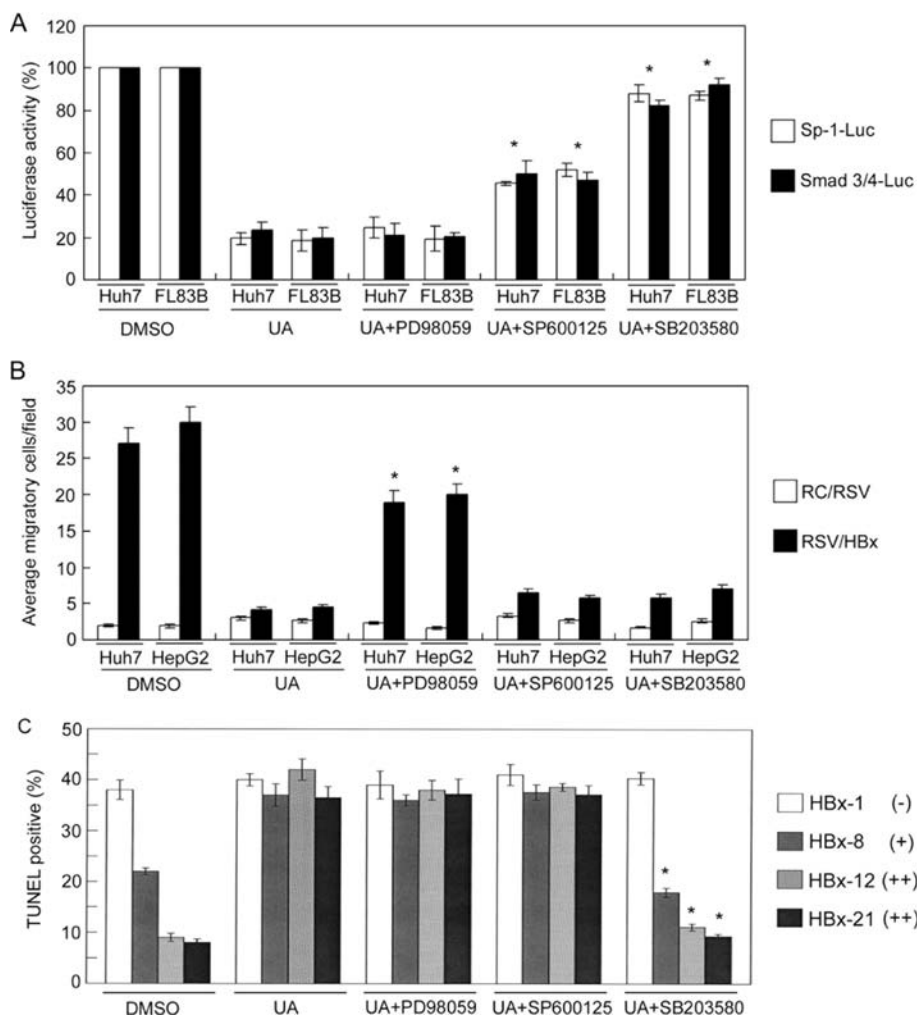 A
Luciferase activity (%)
120
100
80
60
40
20
0
* * * *
Huh7 FL83B Huh7 FL83B Huh7 FL83B Huh7 FL83B Huh7 FL83B
DMSO UA UA+PD98059 UA+SP600125 UA+SB203580
Sp-1-Luc
Smad 3/4-Luc
B
Average migratory cells/field
35
30
25
20
15
10
5
0
* *
Huh7 HepG2 Huh7 HepG2 Huh7 HepG2 Huh7 HepG2 Huh7 HepG2
DMSO UA UA+PD98059 UA+SP600125 UA+SB203580
RC/RSV
RSV/HBx
C
TUNEL positive (%)
50
40
30
20
10
0
* * *
DMSO UA UA+PD98059 UA+SP600125 UA+SB203580
HBx-1 (-)
HBx-8 (+)
HBx-12 (++)
HBx-21 (++)